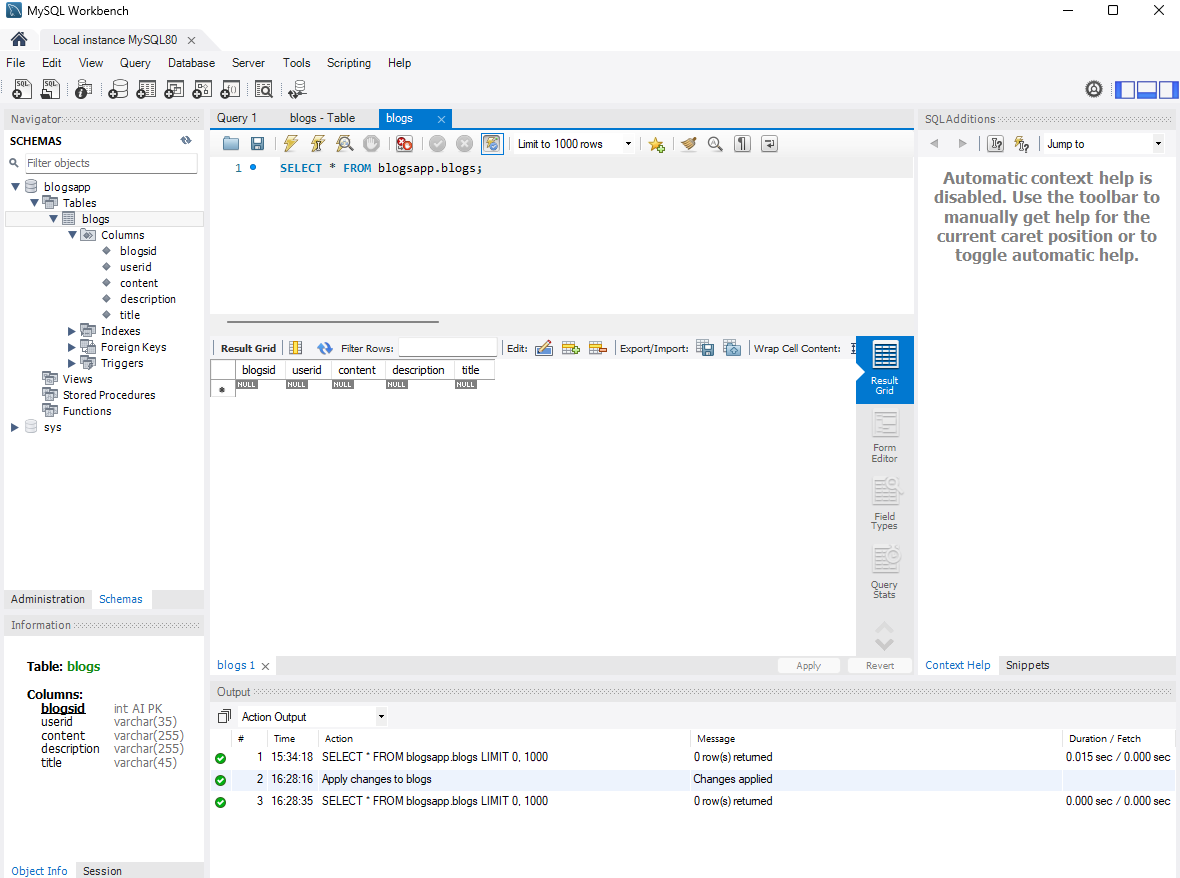 MySQL Workbench
Local instance MySQL80
File Edit View Query Database Server Tools Scripting Help
Navigator
SCHEMAS
Filter objects
blogsapp
Tables
blogs
Columns
blogsid
userid
content
description
title
Indexes
Foreign Keys
Triggers
Views
Stored Procedures
Functions
sys
Administration Schemas
Information
Table: blogs
Columns:
blogsid int AI PK
userid varchar(35)
content varchar(255)
description varchar(255)
title varchar(45)
Object Info Session
Query 1 blogs - Table blogs
Limit to 1000 rows
1 SELECT * FROM blogsapp.blogs;
Result Grid Filter Rows: Edit: Export/Import: Wrap Cell Content:
blogsid userid content description title
NULL NULL NULL NULL NULL
Result
Grid
Form
Editor
Field
Types
Query
Stats
blogs 1 Apply Revert
SQLAdditions
Jump to
Automatic context help is
disabled. Use the toolbar to
manually get help for the
current caret position or to
toggle automatic help.
Context Help Snippets
Output
Action Output
# Time Action Message Duration / Fetch
1 15:34:18 SELECT * FROM blogsapp.blogs LIMIT 0, 1000 0 row(s) returned 0.015 sec / 0.000 sec
2 16:28:16 Apply changes to blogs Changes applied
3 16:28:35 SELECT * FROM blogsapp.blogs LIMIT 0, 1000 0 row(s) returned 0.000 sec / 0.000 sec